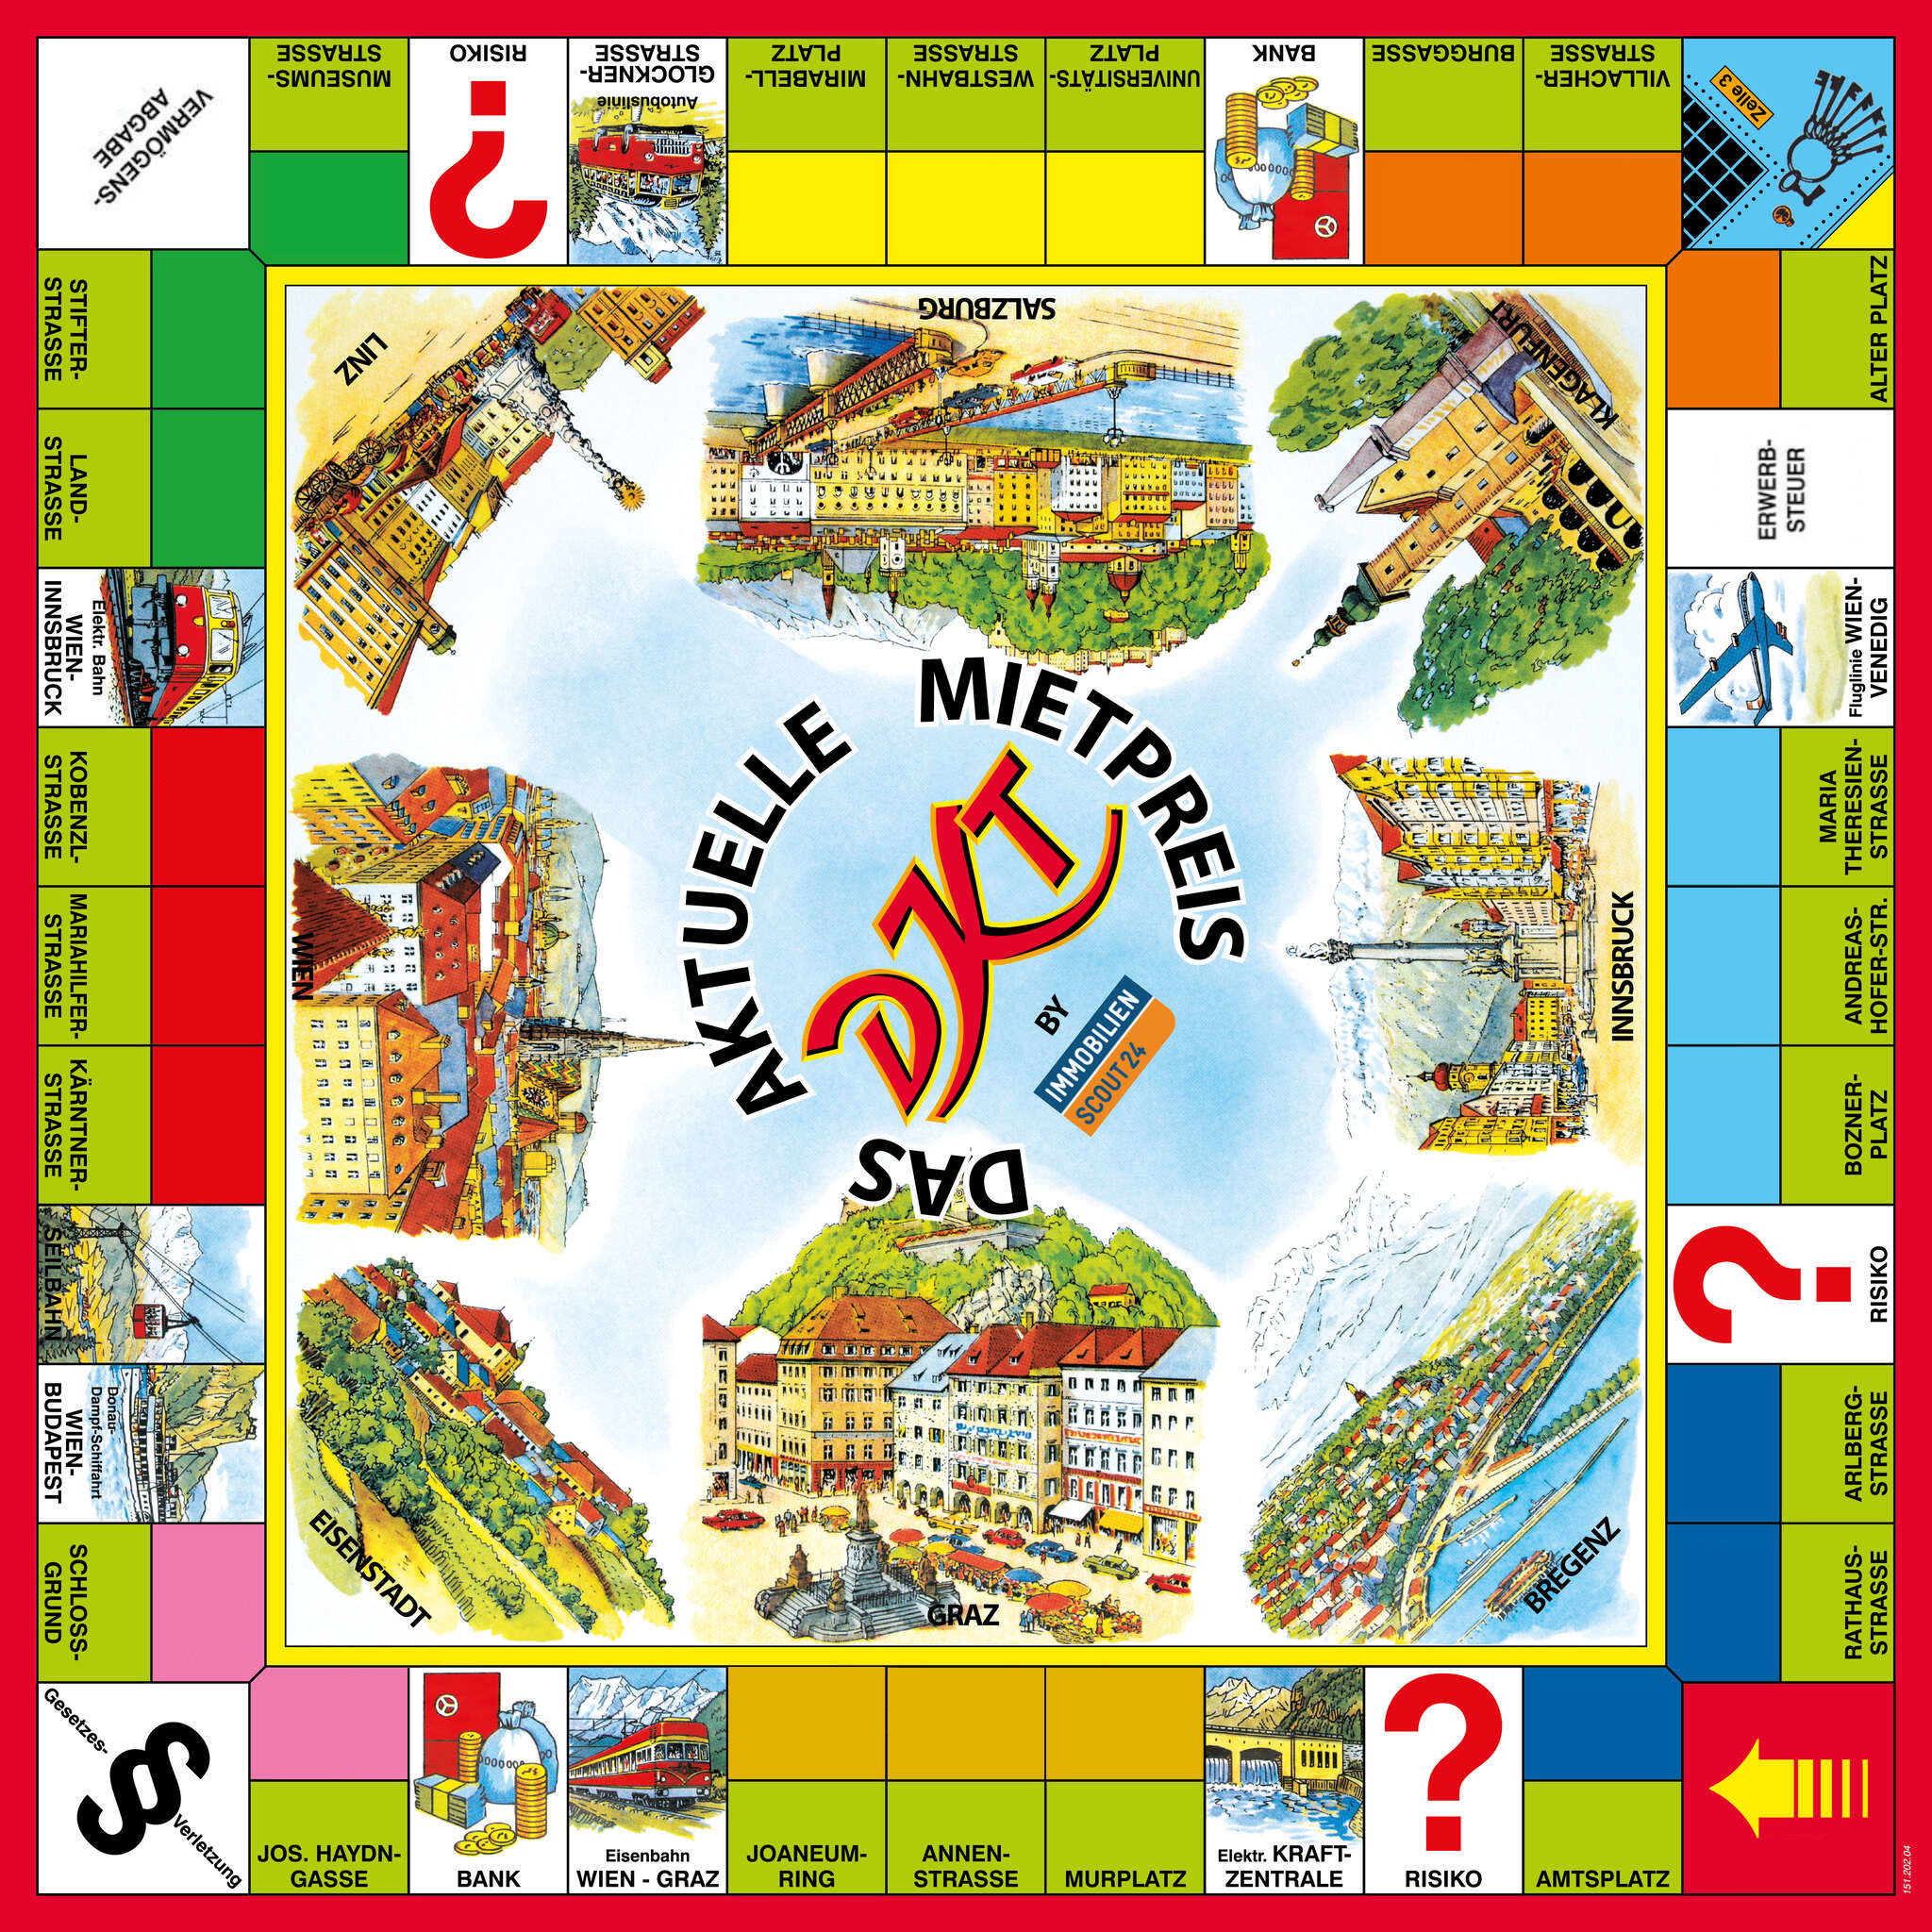 VERMÖGENS-
ABGABE
MUSEUMS-
STRASSE
RISIKO
Autobuslinie
GLOCKNER-
STRASSE
MIRABELL-
PLATZ
WESTBAHN-
STRASSE
UNIVERSITÄTS-
PLATZ
BANK
BURGGASSE
VILLACHER-
STRASSE
Zelle 3
ALTER PLATZ
ERWERB-
STEUER
Fluglinie WIEN-
VENEDIG
MARIA
THERESIEN-
STRASSE
ANDREAS-
HOFER-STR.
BOZNER-
PLATZ
RISIKO
ARLBERG-
STRASSE
RATHAUS-
STRASSE
AMTSPLATZ
RISIKO
Elektr. KRAFT-
ZENTRALE
MURPLATZ
ANNEN-
STRASSE
JOANEUM-
RING
Eisenbahn
WIEN - GRAZ
BANK
JOS. HAYDN-
GASSE
Gesetzes-
§
Verletzung
SCHLOSS-
GRUND
Donau-
Dampf-Schiffahrt
WIEN-
BUDAPEST
SEILBAHN
KÄRNTNER-
STRASSE
MARIAHILFER-
STRASSE
KOBENZL-
STRASSE
Elektr. Bahn
WIEN-
INNSBRUCK
LAND-
STRASSE
STIFTER-
STRASSE
LINZ
SALZBURG
KLAGENFURT
INNSBRUCK
BREGENZ
GRAZ
EISENSTADT
WIEN
DAS AKTUELLE MIETPREIS
DKT
BY
IMMOBILIEN
SCOUT 24
151.202.04